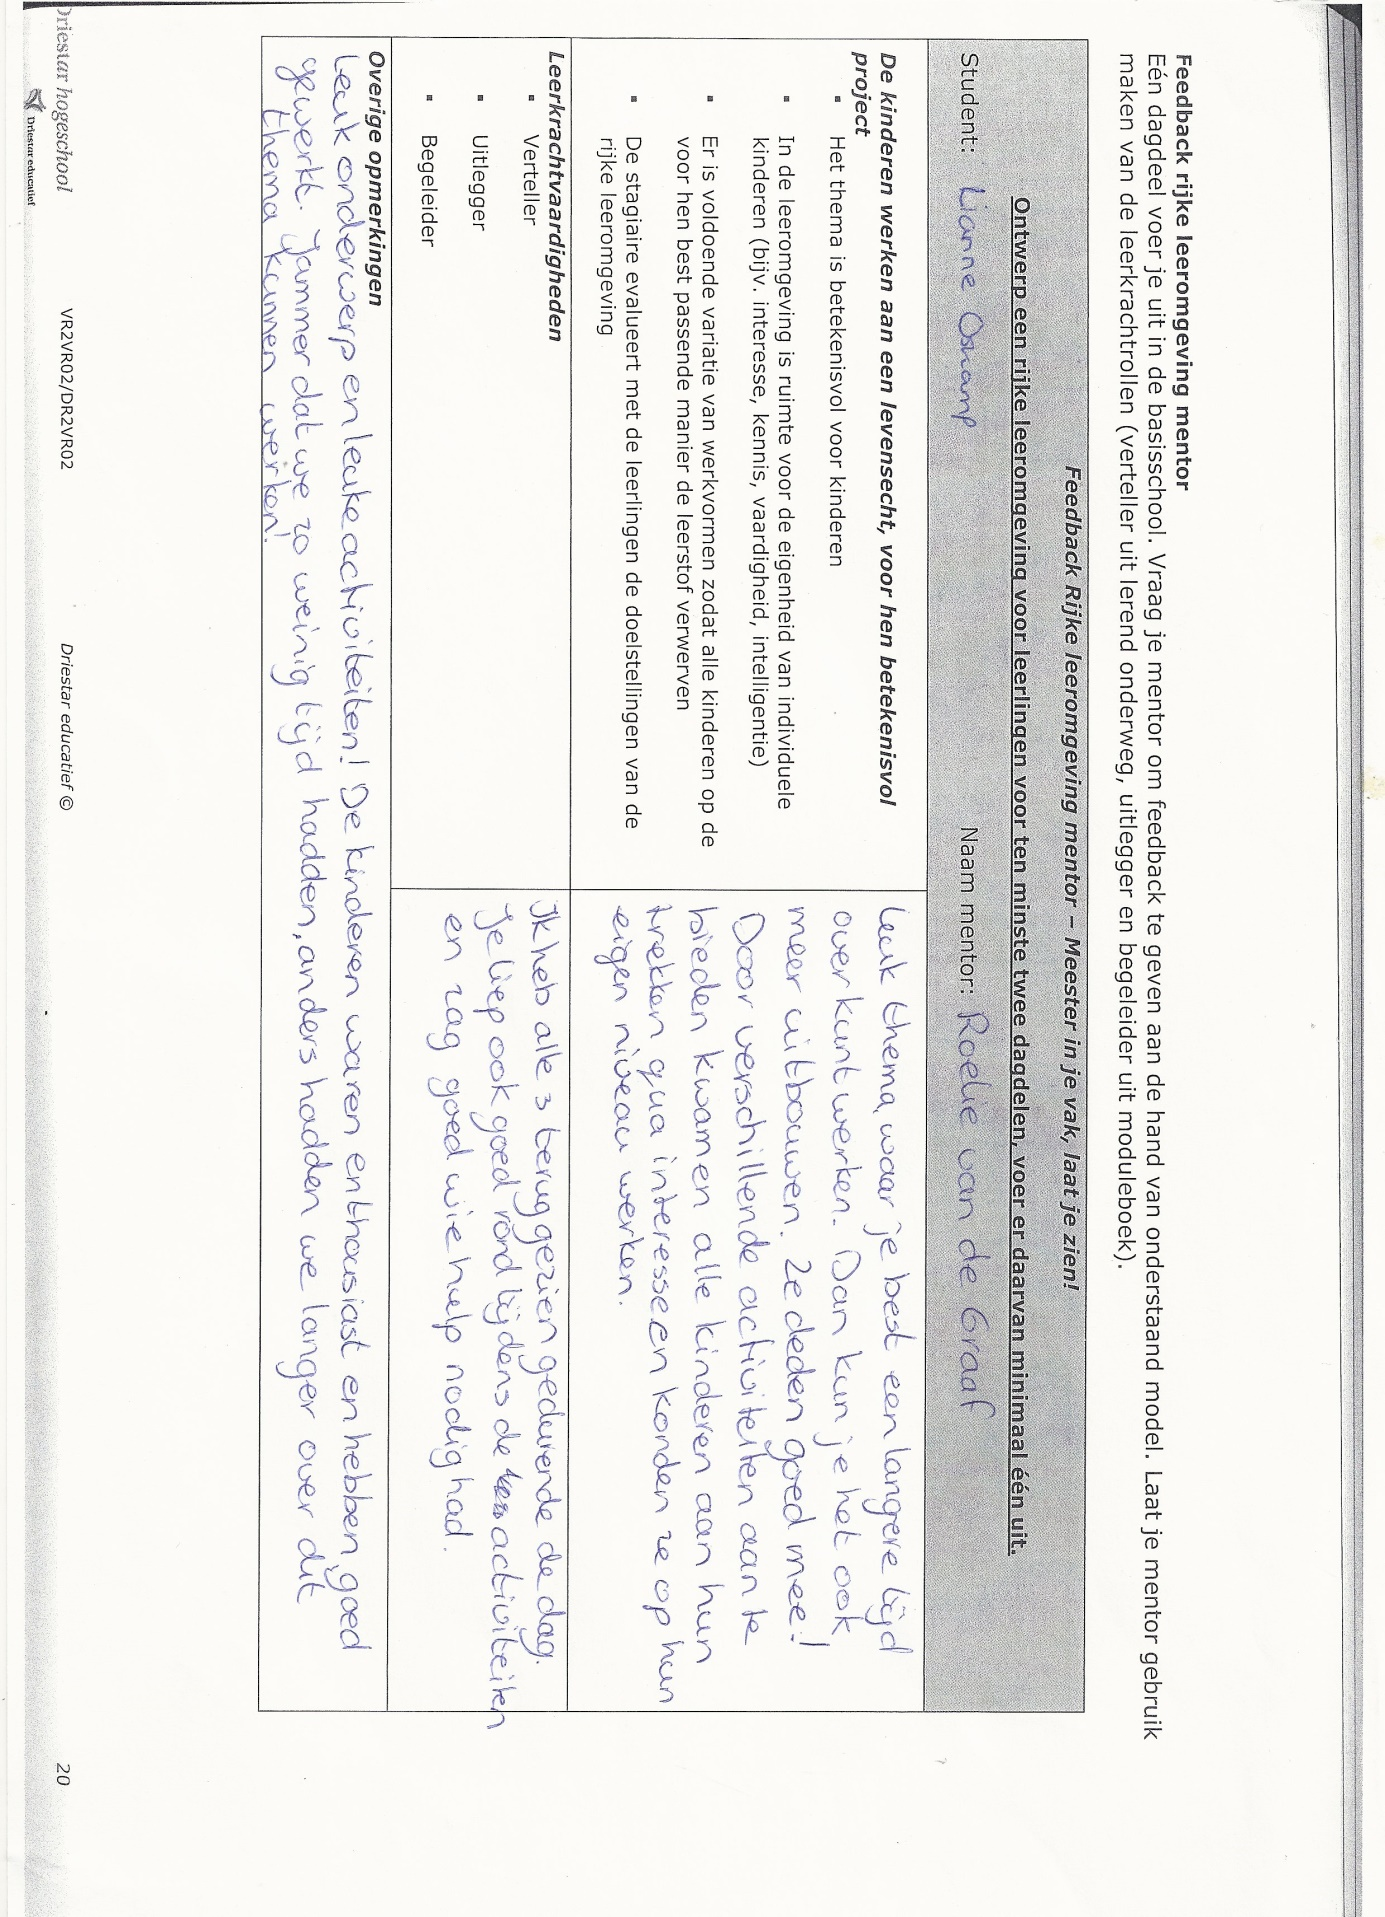 Feedback rijke leeromgeving mentor
Eén dagdeel voer je uit in de basisschool. Vraag je mentor om feedback te geven aan de hand van onderstaand model. Laat je mentor gebruik
maken van de leerkrachtrollen (verteller uit lerend onderweg, uitlegger en begeleider uit moduleboek).
Feedback Rijke leeromgeving mentor – Meester in je vak, laat je zien!
Ontwerp een rijke leeromgeving voor leerlingen voor ten minste twee dagdelen, voer er daarvan minimaal één uit.
Student: Lianne Oskamp Naam mentor: Roelie van de Graaf
De kinderen werken aan een levensecht, voor hen betekenisvol
project
▪ Het thema is betekenisvol voor kinderen
▪ In de leeromgeving is ruimte voor de eigenheid van individuele
kinderen (bijv. interesse, kennis, vaardigheid, intelligentie)
▪ Er is voldoende variatie van werkvormen zodat alle kinderen op de
voor hen best passende manier de leerstof verwerven
▪ De stagiaire evalueert met de leerlingen de doelstellingen van de
rijke leeromgeving
Leuk thema, waar je best een langere tijd
over kunt werken. Dan kun je het ook
meer uitbouwen. Ze deden goed mee!
Door verschillende activiteiten aan te
bieden kwamen alle kinderen aan hun
trekken qua interesse en konden ze op hun
eigen niveau werken.
Leerkrachtvaardigheden
▪ Verteller
▪ Uitlegger
▪ Begeleider
Ik heb alle 3 teruggezien gedurende de dag.
Je liep ook goed rond tijdens de activiteiten
en zag goed wie hulp nodig had.
Overige opmerkingen
Leuk onderwerp en leuke activiteiten! De kinderen waren enthousiast en hebben goed
gewerkt. Jammer dat we zo weinig tijd hadden, anders hadden we langer over dit
thema kunnen werken!
Driestar hogeschool
Driestar educatief
VR2VR02/DR2VR02
Driestar educatief ©
20